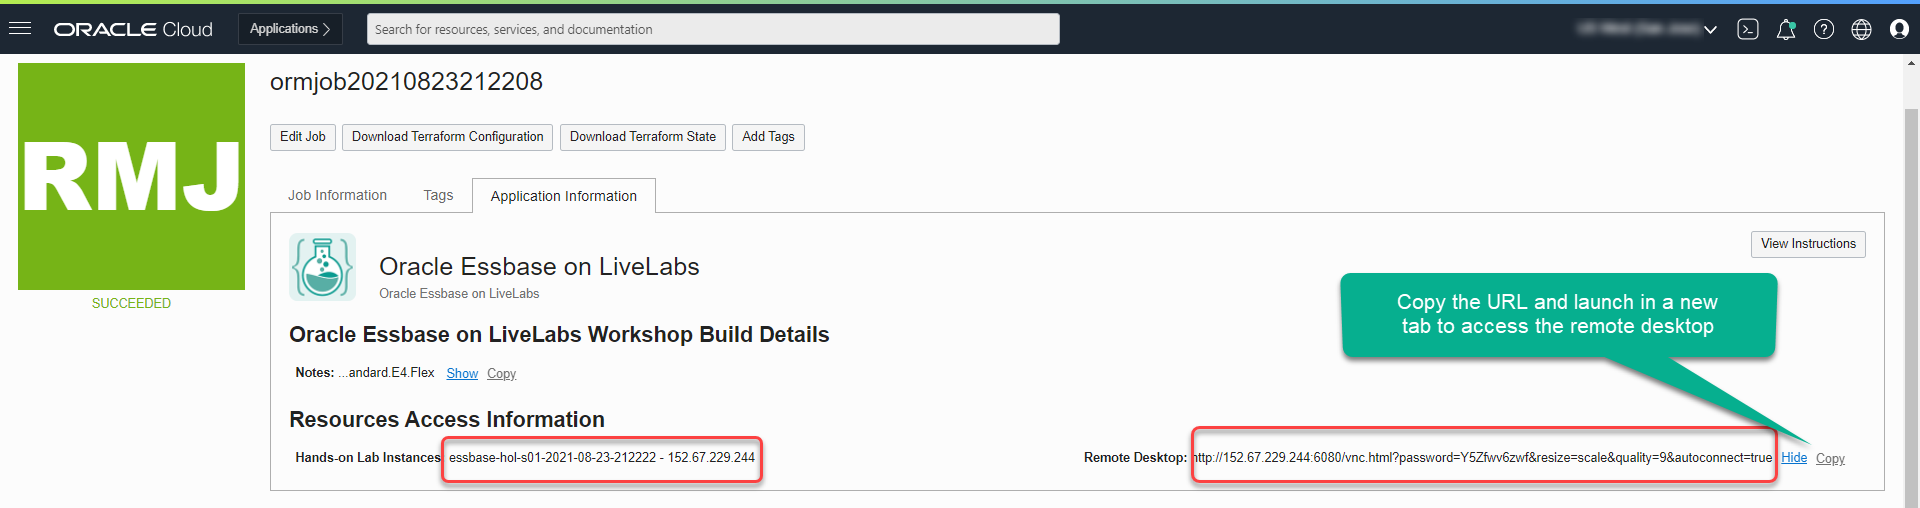 ORACLE Cloud Applications Search for resources, services, and documentation
ormjob20210823212208
RMJ
SUCCEEDED
Edit Job Download Terraform Configuration Download Terraform State Add Tags
Job Information Tags Application Information
View Instructions
Oracle Essbase on LiveLabs
Oracle Essbase on LiveLabs
Copy the URL and launch in a new
tab to access the remote desktop
Oracle Essbase on LiveLabs Workshop Build Details
Notes: ...andard.E4.Flex Show Copy
Resources Access Information
Hands-on Lab Instances essbase-hol-s01-2021-08-23-212222 - 152.67.229.244 Remote Desktop: http://152.67.229.244:6080/vnc.html?password=Y5Zfwv6zwf&resize=scale&quality=9&autoconnect=true Hide Copy